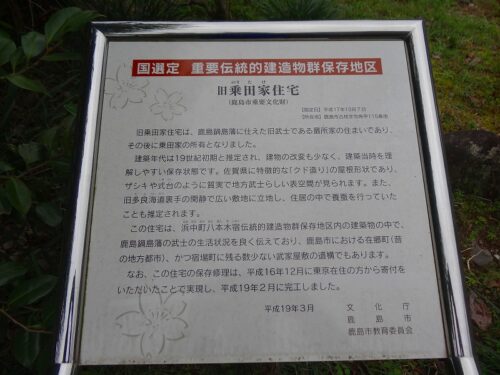 国選定 重要伝統的建造物群保存地区
旧乗田家住宅
(鹿島市重要文化財)
旧乗田家住宅は、鹿島鍋島藩に仕えた旧武士である最所家の住まいであり、
その後に東田家の所有となりました。
建築年代は19世紀初期と推定され、建物の改変も少なく、建築当時を理
解しやすい保存状態です。佐賀県に特徴的な「クド造り」の屋根形状であり、
ザシキや式台のように質実で地方武士らしい表空間が見られます。また、
旧多良海道裏手の閑静で広い敷地に立地し、住居の中で養蚕を行っていた
ことも推定されます。
この住宅は、浜中町八本木宿伝統的建造物群保存地区内の建築物の中で、
鹿島鍋島藩の武士の生活状況を良く伝えており、鹿島市における在郷町(昔
の地方都市)、かつ宿場町に残る数少ない武家屋敷の遺構でもあります。
なお、この住宅の保存修理は、平成16年12月に東京在住の方から寄付を
いただいたことで実現し、平成19年2月に完工しました。
平成19年3月 文化庁
鹿島市
鹿島市教育委員会